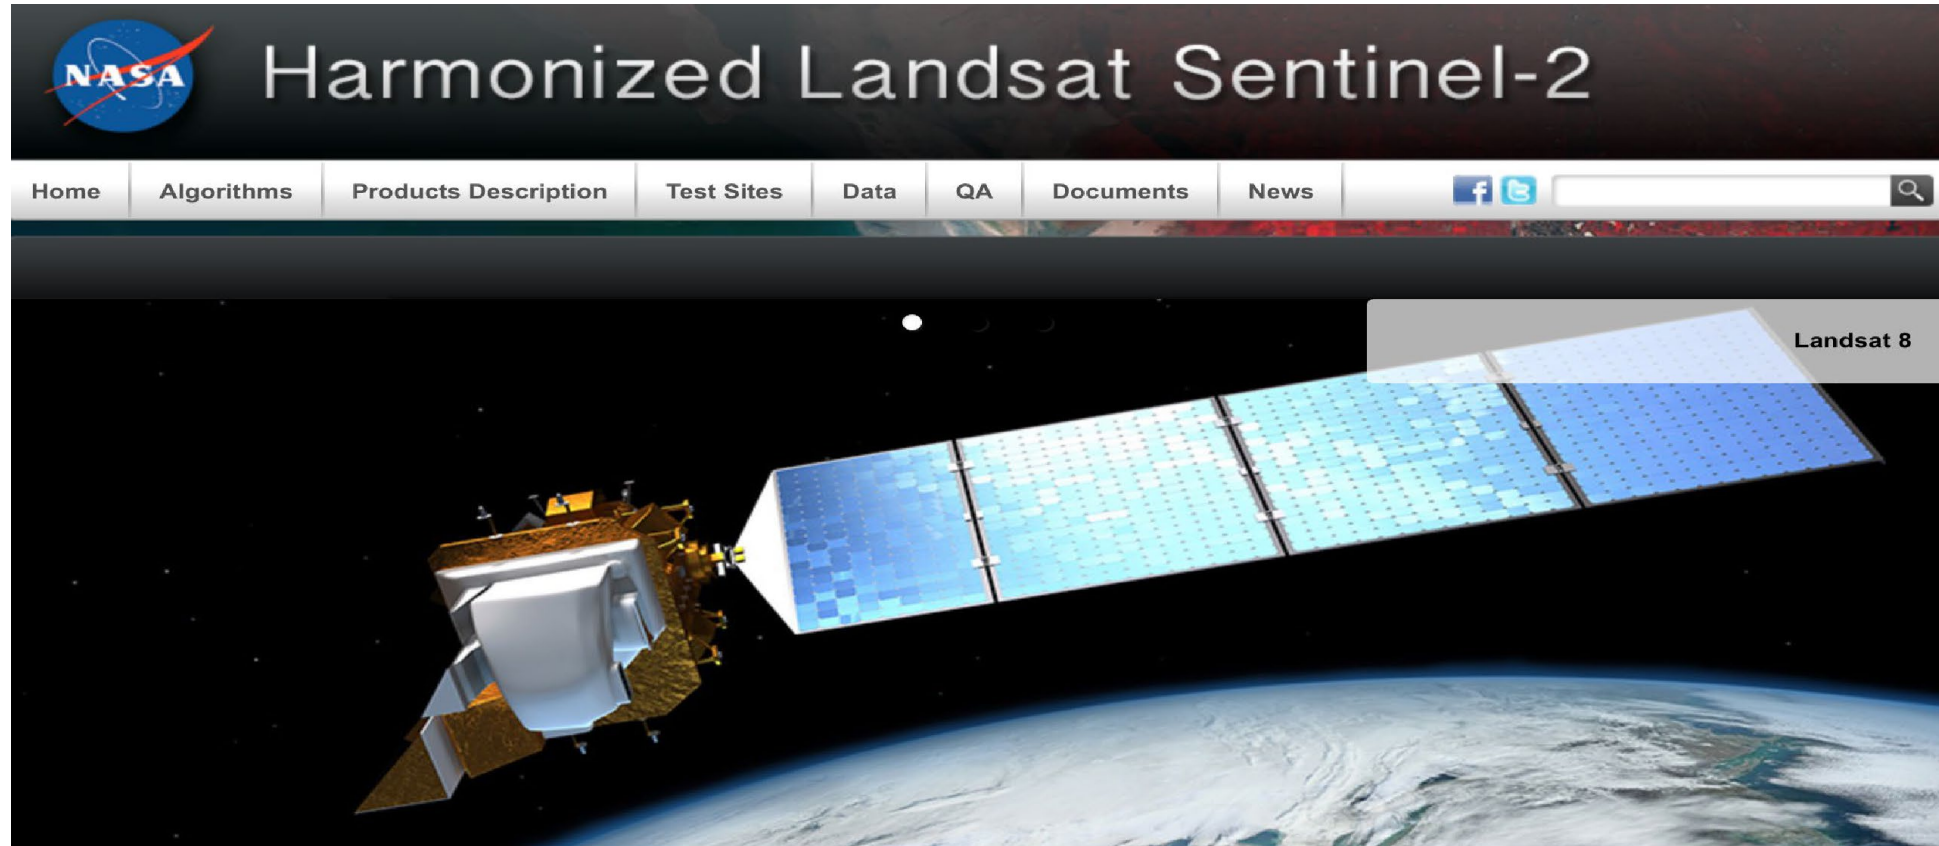 NASA
Harmonized Landsat Sentinel-2
Home Algorithms Products Description Test Sites Data QA Documents News
Landsat 8